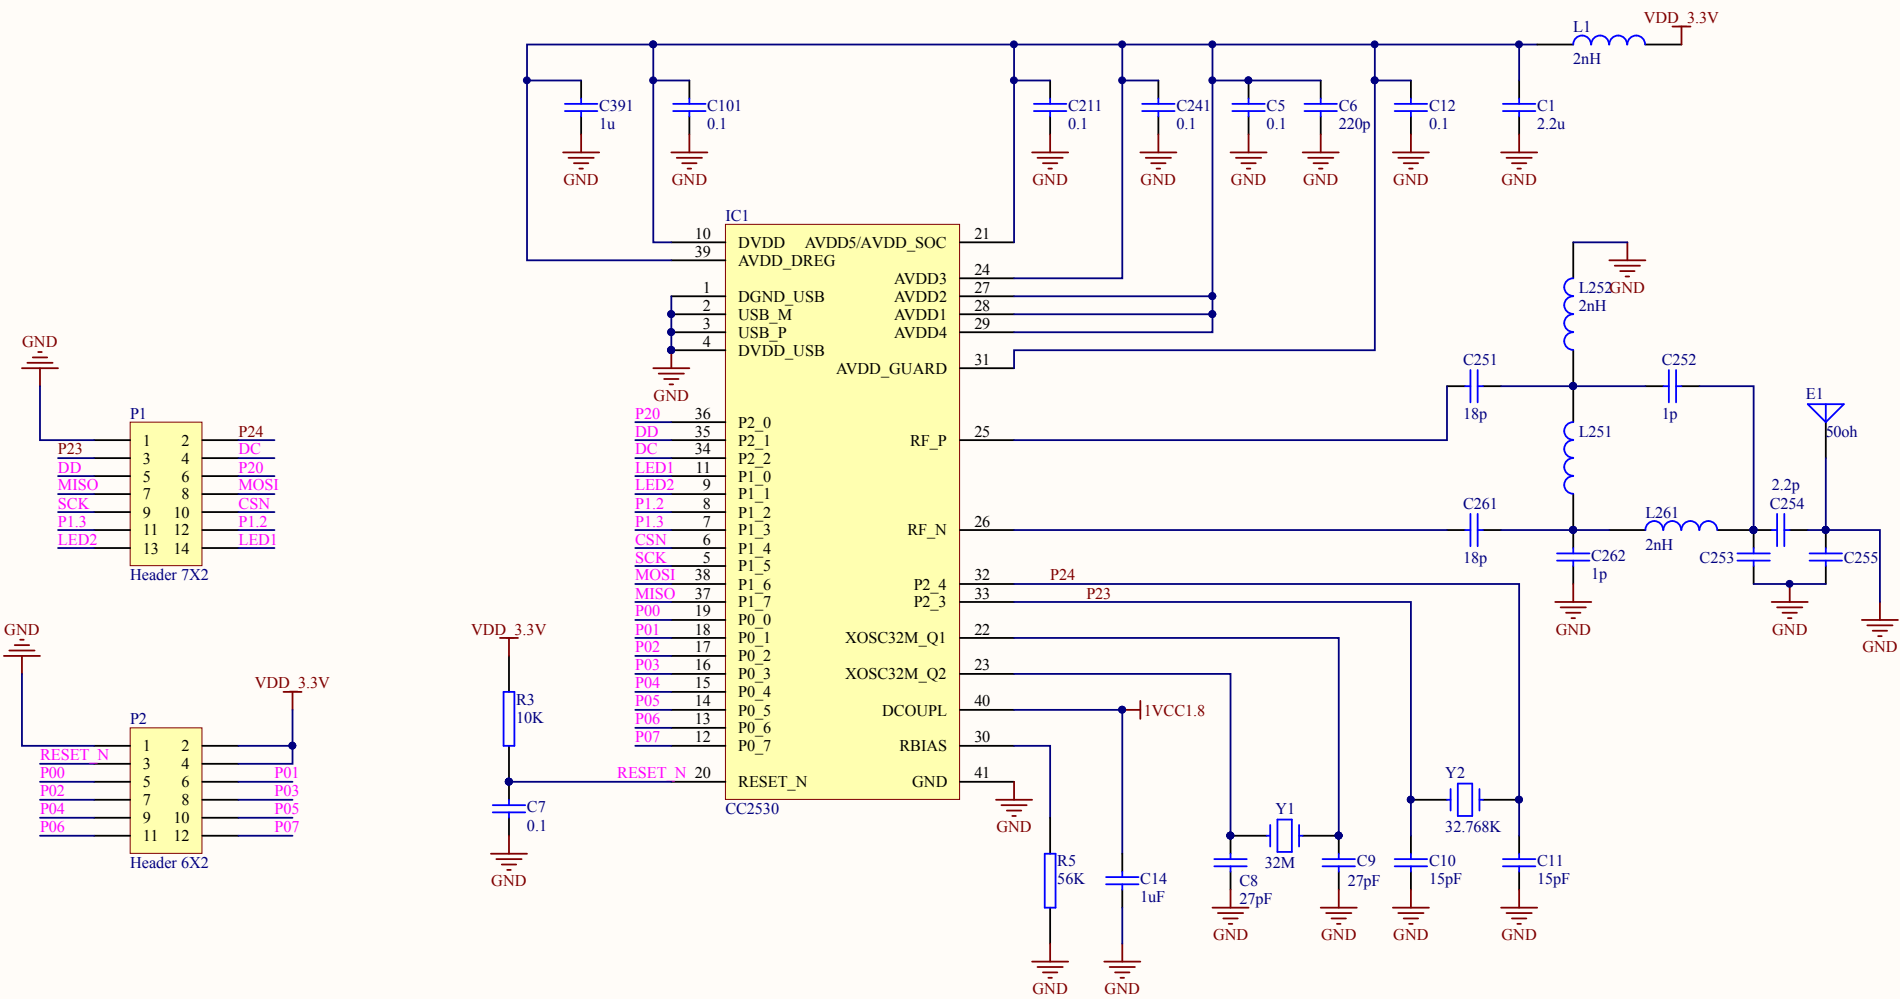 L1
VDD_3.3V
2nH
C391
1u
C101
0.1
C211
0.1
C241
0.1
C5
0.1
C6
220p
C12
0.1
C1
2.2u
GND GND GND GND GND GND GND GND
IC1
10 DVDD
39 AVDD_DREG
1 DGND_USB
2 USB_M
3 USB_P
4 DVDD_USB
GND
P20 36 P2_0
DD 35 P2_1
DC 34 P2_2
LED1 11 P1_0
LED2 9 P1_1
P1.2 8 P1_2
P1.3 7 P1_3
CSN 6 P1_4
SCK 5 P1_5
MOSI 38 P1_6
MISO 37 P1_7
P00 19 P0_0
P01 18 P0_1
P02 17 P0_2
P03 16 P0_3
P04 15 P0_4
P05 14 P0_5
P06 13 P0_6
P07 12 P0_7
RESET_N 20 RESET_N
AVDD5/AVDD_SOC 21
AVDD3 24
AVDD2 27
AVDD1 28
AVDD4 29
AVDD_GUARD 31
RF_P 25
RF_N 26
P2_4 32 P24
P2_3 33 P23
XOSC32M_Q1 22
XOSC32M_Q2 23
DCOUPL 40 1VCC1.8
RBIAS 30
GND 41
GND
CC2530
GND
P1
1 2 P24
P23 3 4 DC
DD 5 6 P20
MISO 7 8 MOSI
SCK 9 10 CSN
P1.3 11 12 P1.2
LED2 13 14 LED1
Header 7X2
GND
VDD_3.3V
P2
1 2
RESET_N 3 4
P00 5 6 P01
P02 7 8 P03
P04 9 10 P05
P06 11 12 P07
Header 6X2
VDD_3.3V
R3
10K
C7
0.1
GND
R5
56K
GND
C14
1uF
GND
Y1
32M
C8
27pF
GND
C9
27pF
GND
Y2
32.768K
C10
15pF
GND
C11
15pF
GND
GND
L252
2nH
C251
18p
C252
1p
E1
50oh
L251
C261
18p
L261
2nH
2.2p
C254
C262
1p
C253
C255
GND
GND
GND